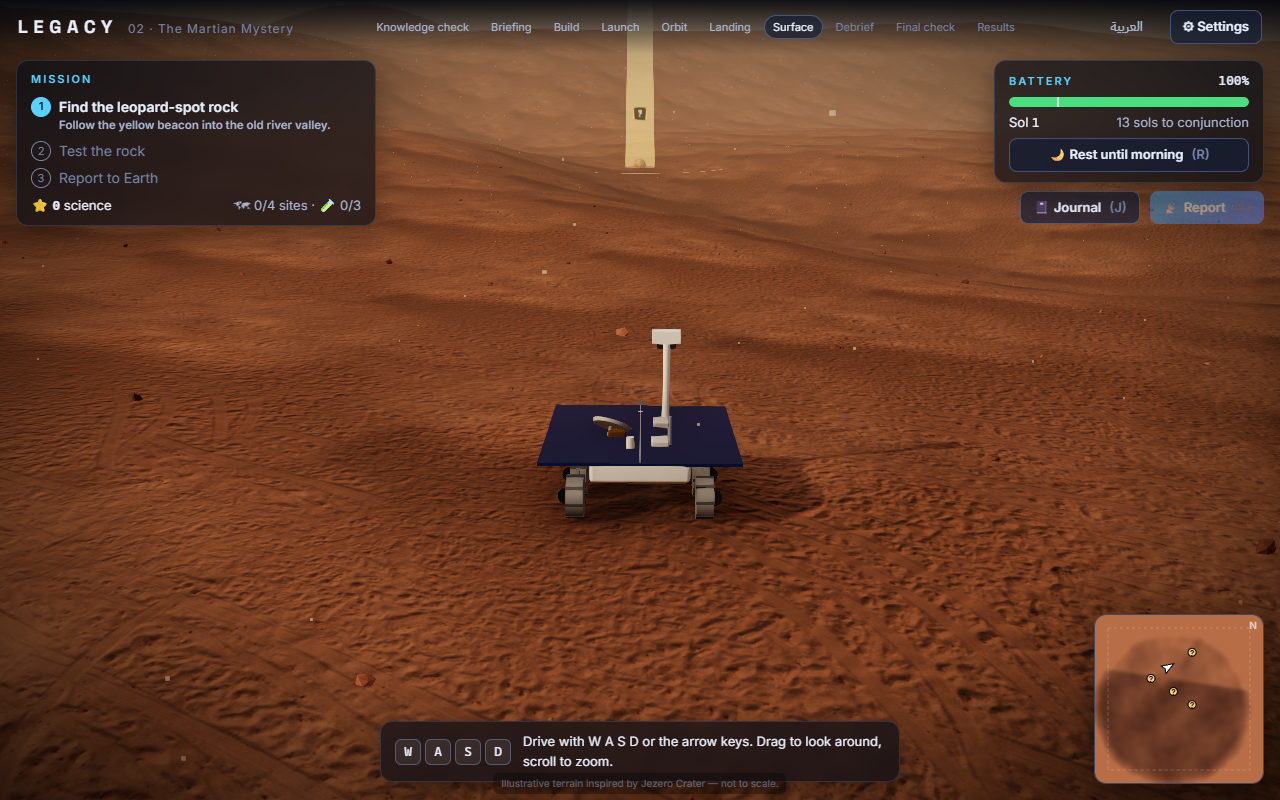 LEGACY 02 · The Martian Mystery Knowledge check Briefing Build Launch Orbit Landing Surface Debrief Final check Results العربية ⚙ Settings
MISSION
1 Find the leopard-spot rock
Follow the yellow beacon into the old river valley.
2 Test the rock
3 Report to Earth
0 science 0/4 sites · 0/3
BATTERY 100%
Sol 1 13 sols to conjunction
Rest until morning (R)
Journal (J) Report
?
N
?
?
?
?
W A S D
Drive with W A S D or the arrow keys. Drag to look around,
scroll to zoom.
Illustrative terrain inspired by Jezero Crater — not to scale.